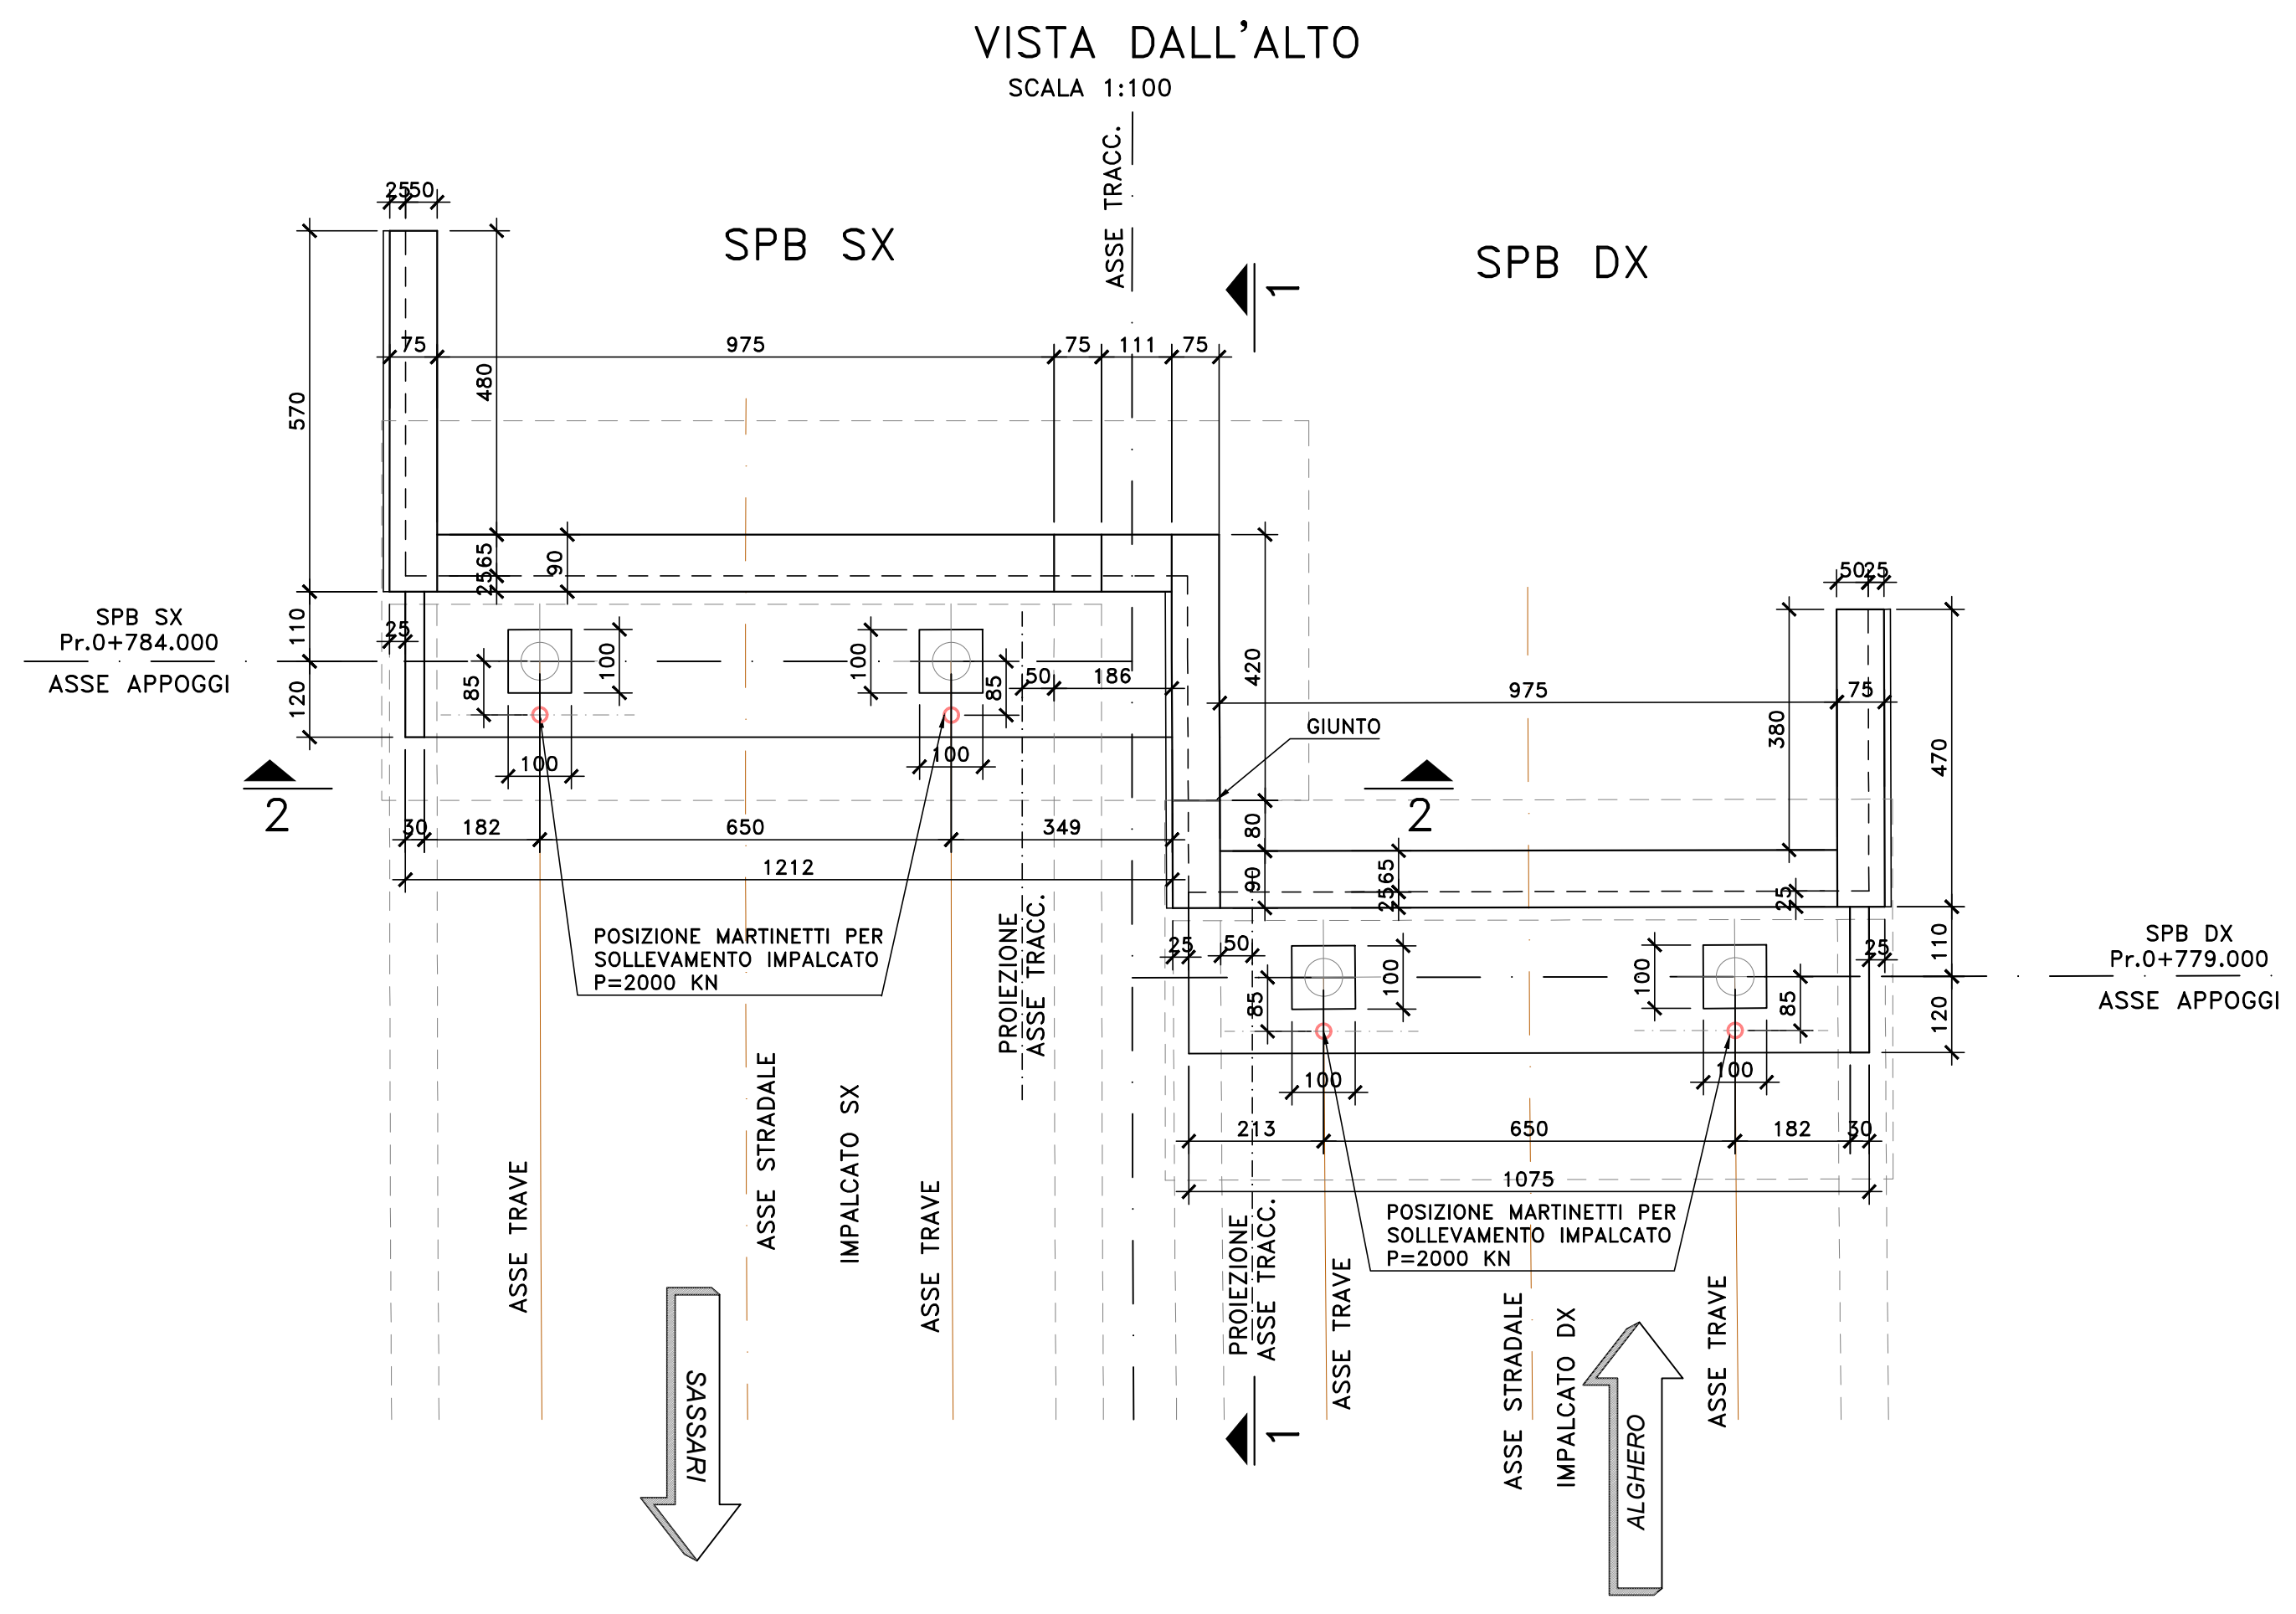 VISTA DALL'ALTO
SCALA 1:100
ASSE TRACC.
SPB SX
SPB DX
1
25
50
75
975
75
111
75
570
480
65
25
90
110
120
25
SPB SX
Pr.0+784.000
ASSE APPOGGI
100
85
100
100
85
100
50
186
420
GIUNTO
80
90
2
2
30
182
650
349
1212
50
25
975
75
380
470
65
25
25
110
120
25
SPB DX
Pr.0+779.000
ASSE APPOGGI
25
50
85
100
100
100
85
100
213
650
182
30
1075
POSIZIONE MARTINETTI PER
SOLLEVAMENTO IMPALCATO
P=2000 KN
PROIEZIONE
ASSE TRACC.
POSIZIONE MARTINETTI PER
SOLLEVAMENTO IMPALCATO
P=2000 KN
ASSE TRAVE
ASSE STRADALE
IMPALCATO SX
ASSE TRAVE
PROIEZIONE
ASSE TRACC.
ASSE TRAVE
ASSE STRADALE
IMPALCATO DX
ASSE TRAVE
SASSARI
1
ALGHERO